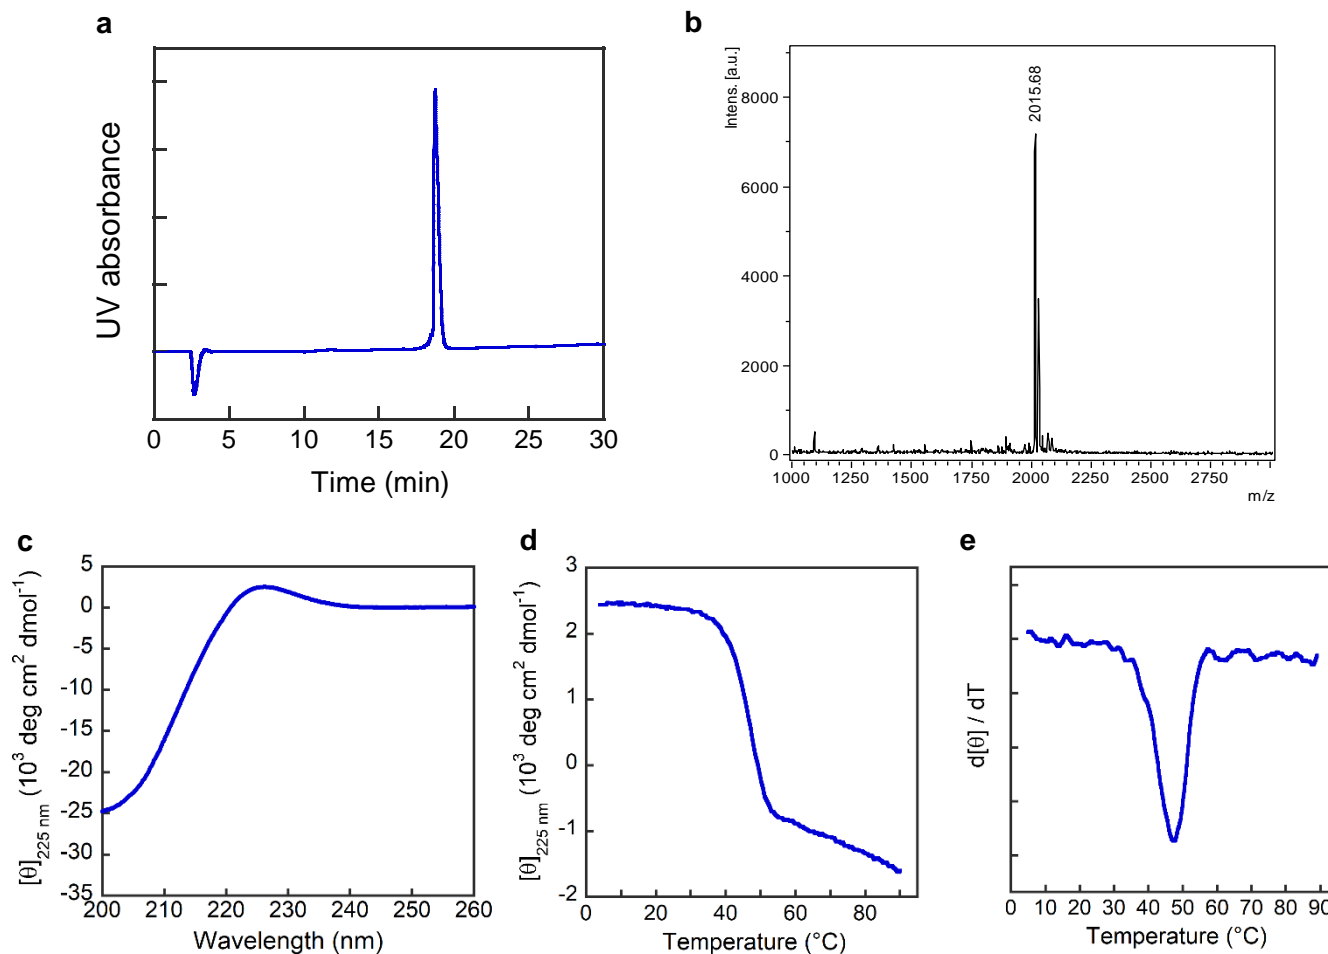 a
UV absorbance
0 5 10 15 20 25 30
Time (min)
b
Intens. [a.u.]
2015.68
8000
6000
4000
2000
0
1000 1250 1500 1750 2000 2250 2500 2750
m/z
c
[θ]225 nm (10³ deg cm² dmol⁻¹)
5
0
-5
-10
-15
-20
-25
-30
-35
200 210 220 230 240 250 260
Wavelength (nm)
d
[θ]225 nm (10³ deg cm² dmol⁻¹)
3
2
1
0
-1
-2
0 20 40 60 80
Temperature (°C)
e
d[θ] / dT
0 10 20 30 40 50 60 70 80 90
Temperature (°C)